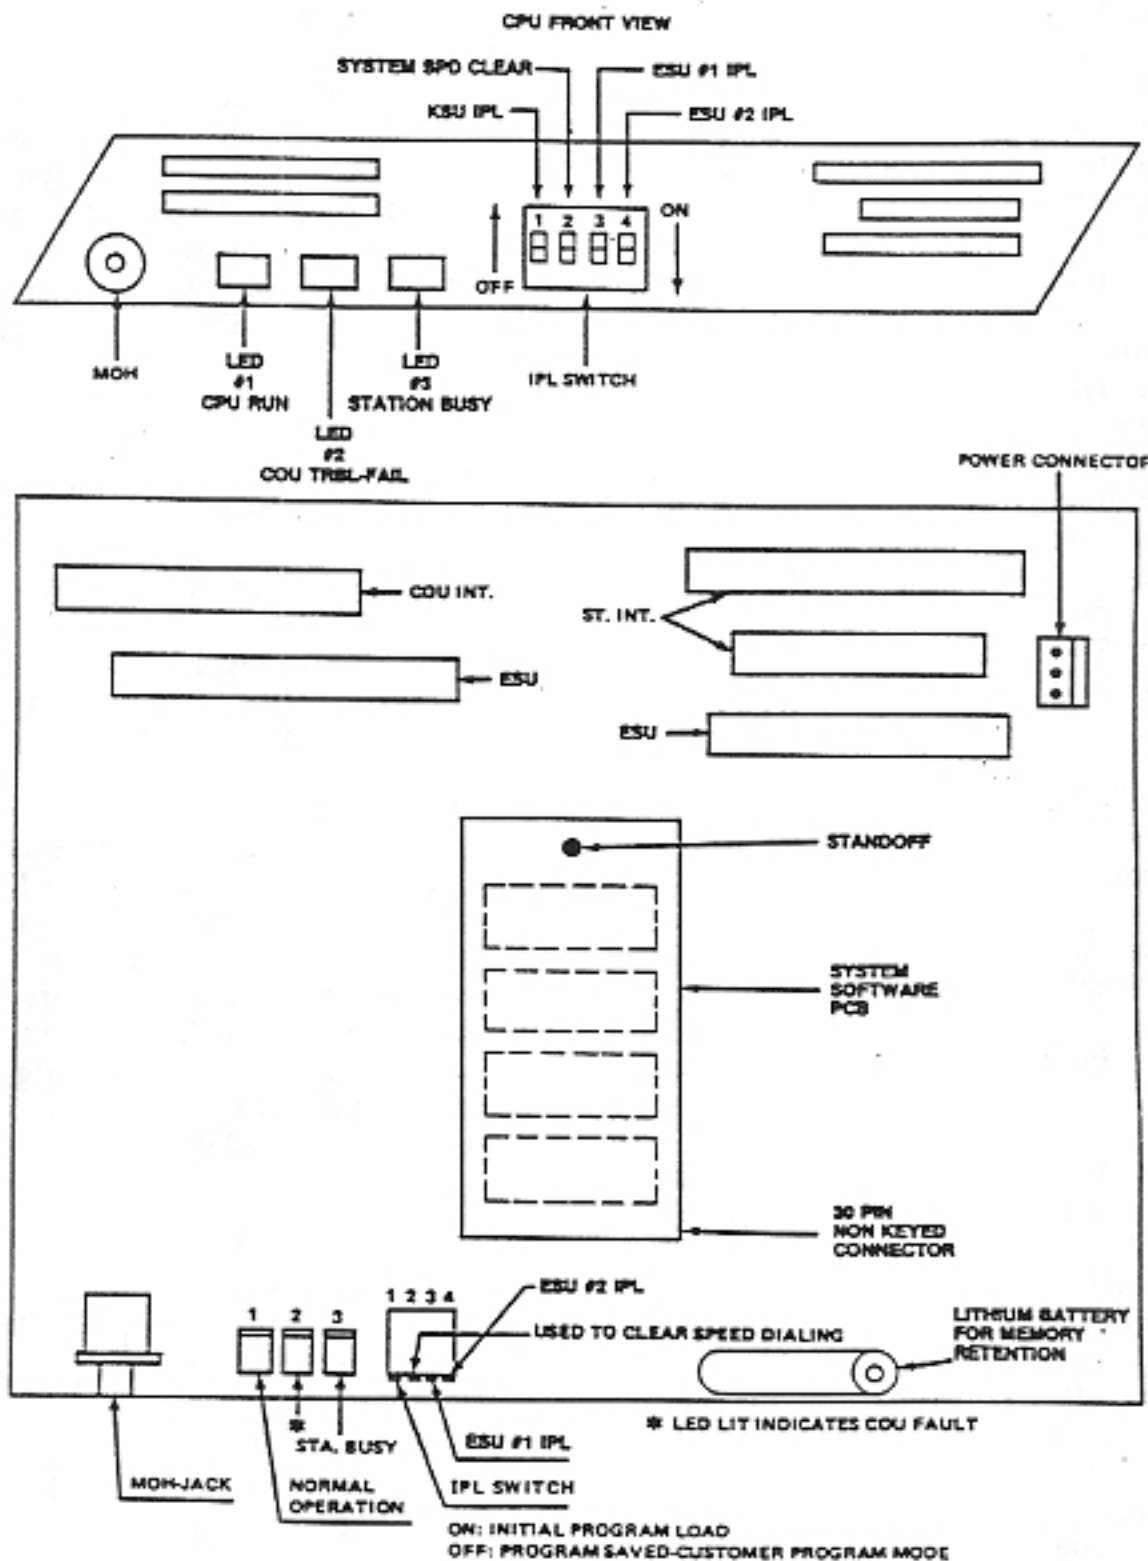 CPU FRONT VIEW
SYSTEM SPD CLEAR
ESU #1 IPL
KSU IPL
ESU #2 IPL
1 2 3 4
ON
OFF
MOH
LED
#1
CPU RUN
LED
#3
STATION BUSY
IPL SWITCH
LED
#2
COU TRBL-FAIL
POWER CONNECTOR
COU INT.
ST. INT.
ESU
ESU
STANDOFF
SYSTEM
SOFTWARE
PCB
30 PIN
NON KEYED
CONNECTOR
ESU #2 IPL
1 2 3 4
1 2 3
USED TO CLEAR SPEED DIALING
LITHIUM BATTERY
FOR MEMORY
RETENTION
*
STA. BUSY
* LED LIT INDICATES COU FAULT
ESU #1 IPL
MOH-JACK
NORMAL
OPERATION
IPL SWITCH
ON: INITIAL PROGRAM LOAD
OFF: PROGRAM SAVED-CUSTOMER PROGRAM MODE